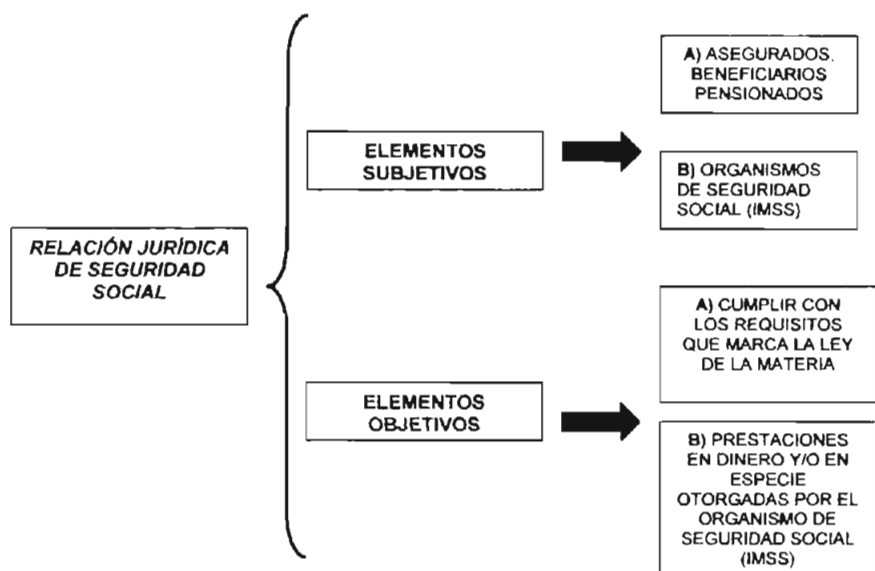 RELACIÓN JURÍDICA
DE SEGURIDAD
SOCIAL
ELEMENTOS
SUBJETIVOS
A) ASEGURADOS.
BENEFICIARIOS
PENSIONADOS
B) ORGANISMOS
DE SEGURIDAD
SOCIAL (IMSS)
ELEMENTOS
OBJETIVOS
A) CUMPLIR CON
LOS REQUISITOS
QUE MARCA LA LEY
DE LA MATERIA
B) PRESTACIONES
EN DINERO Y/O EN
ESPECIE
OTORGADAS POR EL
ORGANISMO DE
SEGURIDAD SOCIAL
(IMSS)